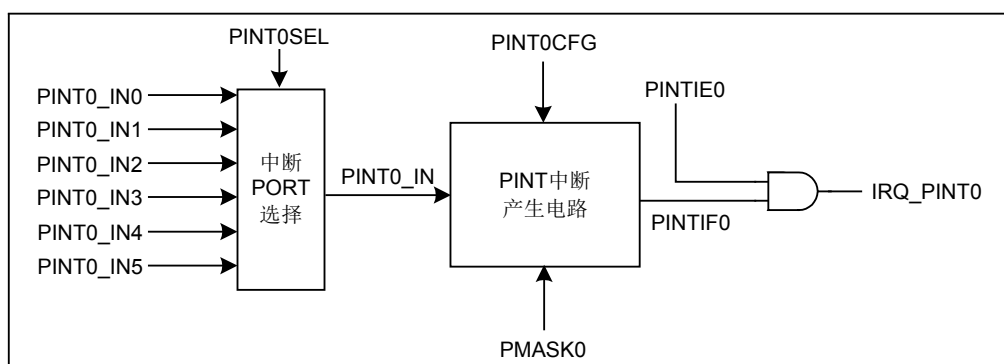 PINT0SEL
PINT0CFG
PINTIE0
PINT0_IN0
PINT0_IN1
PINT0_IN2
PINT0_IN3
PINT0_IN4
PINT0_IN5
中断
PORT
选择
PINT0_IN
PINT中断
产生电路
PINTIF0
IRQ_PINT0
PMASK0